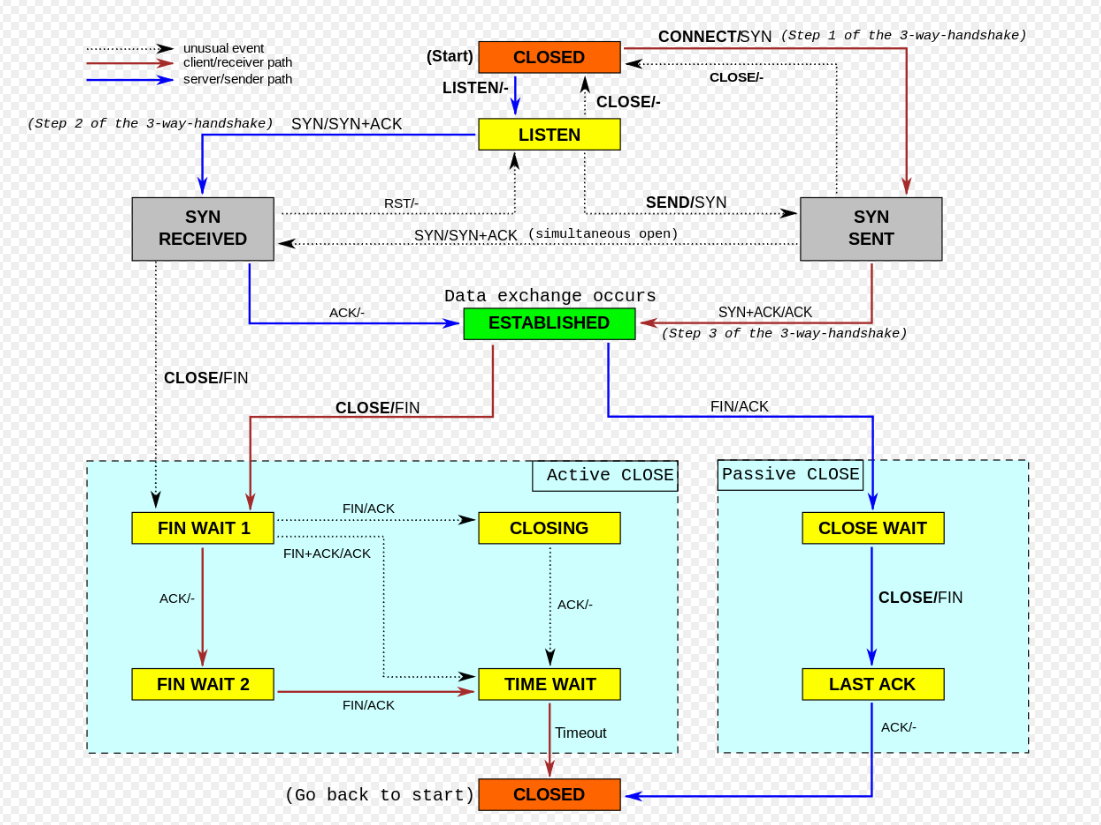 unusual event
client/receiver path
server/sender path
(Start)
CLOSED
CONNECT/SYN (Step 1 of the 3-way-handshake)
CLOSE/-
LISTEN/-
CLOSE/-
(Step 2 of the 3-way-handshake) SYN/SYN+ACK
LISTEN
RST/-
SEND/SYN
SYN
RECEIVED
SYN
SENT
SYN/SYN+ACK (simultaneous open)
Data exchange occurs
ACK/-
ESTABLISHED
SYN+ACK/ACK
(Step 3 of the 3-way-handshake)
CLOSE/FIN
CLOSE/FIN
FIN/ACK
Active CLOSE
Passive CLOSE
FIN/ACK
FIN WAIT 1
CLOSING
CLOSE WAIT
FIN+ACK/ACK
ACK/-
ACK/-
CLOSE/FIN
FIN WAIT 2
TIME WAIT
LAST ACK
FIN/ACK
Timeout
ACK/-
(Go back to start)
CLOSED